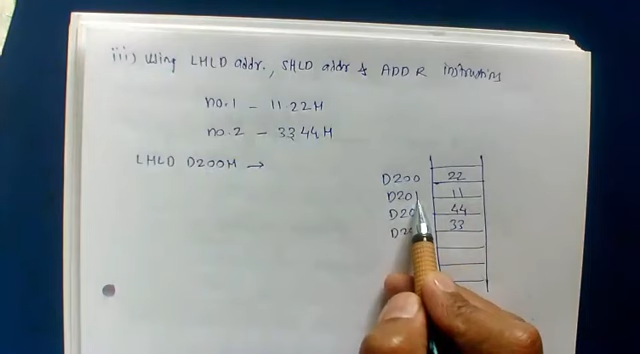 iii) Using LHLD addr., SHLD addr & ADD R instructions
no.1 - 1122H
no.2 - 3344H
LHLD D200H →
D200 22
D201 11
44
33